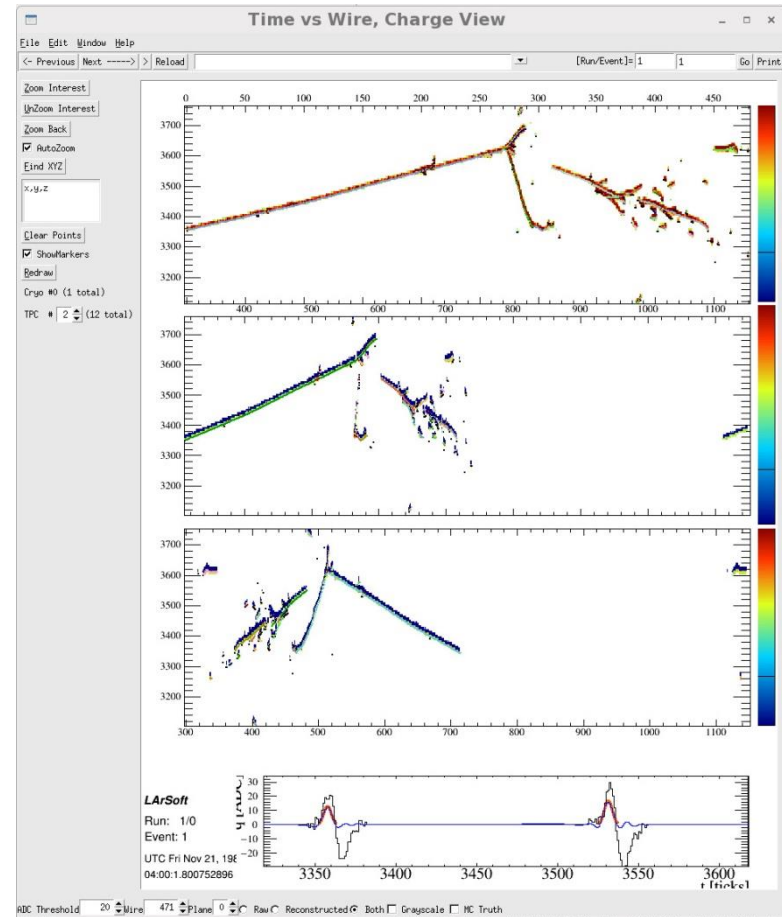 Time vs Wire, Charge View
File Edit Window Help
<- Previous Next -----> > Reload [Run/Event]= 1 1 Go Print
Zoom Interest
UnZoom Interest
Zoom Back
AutoZoom
Find XYZ
x,y,z
Clear Points
ShowMarkers
Redraw
Cryo #0 (1 total)
TPC # 2 (12 total)
0 50 100 150 200 250 300 350 400 450
3700
3600
3500
3400
3300
3200
400 500 600 700 800 900 1000 1100
3700
3600
3500
3400
3300
3200
3700
3600
3500
3400
3300
3200
300 400 500 600 700 800 900 1000 1100
q [ADC]
30
20
10
0
−10
−20
3350 3400 3450 3500 3550 3600
t [ticks]
LArSoft
Run: 1/0
Event: 1
UTC Fri Nov 21, 198
04:00:1.800752896
ADC Threshold 20 Wire 471 Plane 0 Raw Reconstructed Both Grayscale MC Truth